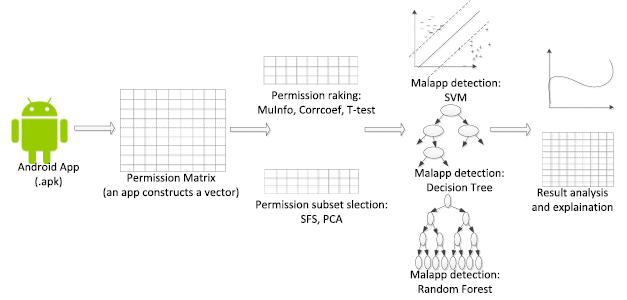 Android App
(.apk)
Permission Matrix
(an app constructs a vector)
Permission raking:
MuInfo, Corrcoef, T-test
Permission subset slection:
SFS, PCA
Malapp detection:
SVM
Malapp detection:
Decision Tree
Malapp detection:
Random Forest
Result analysis
and explaination